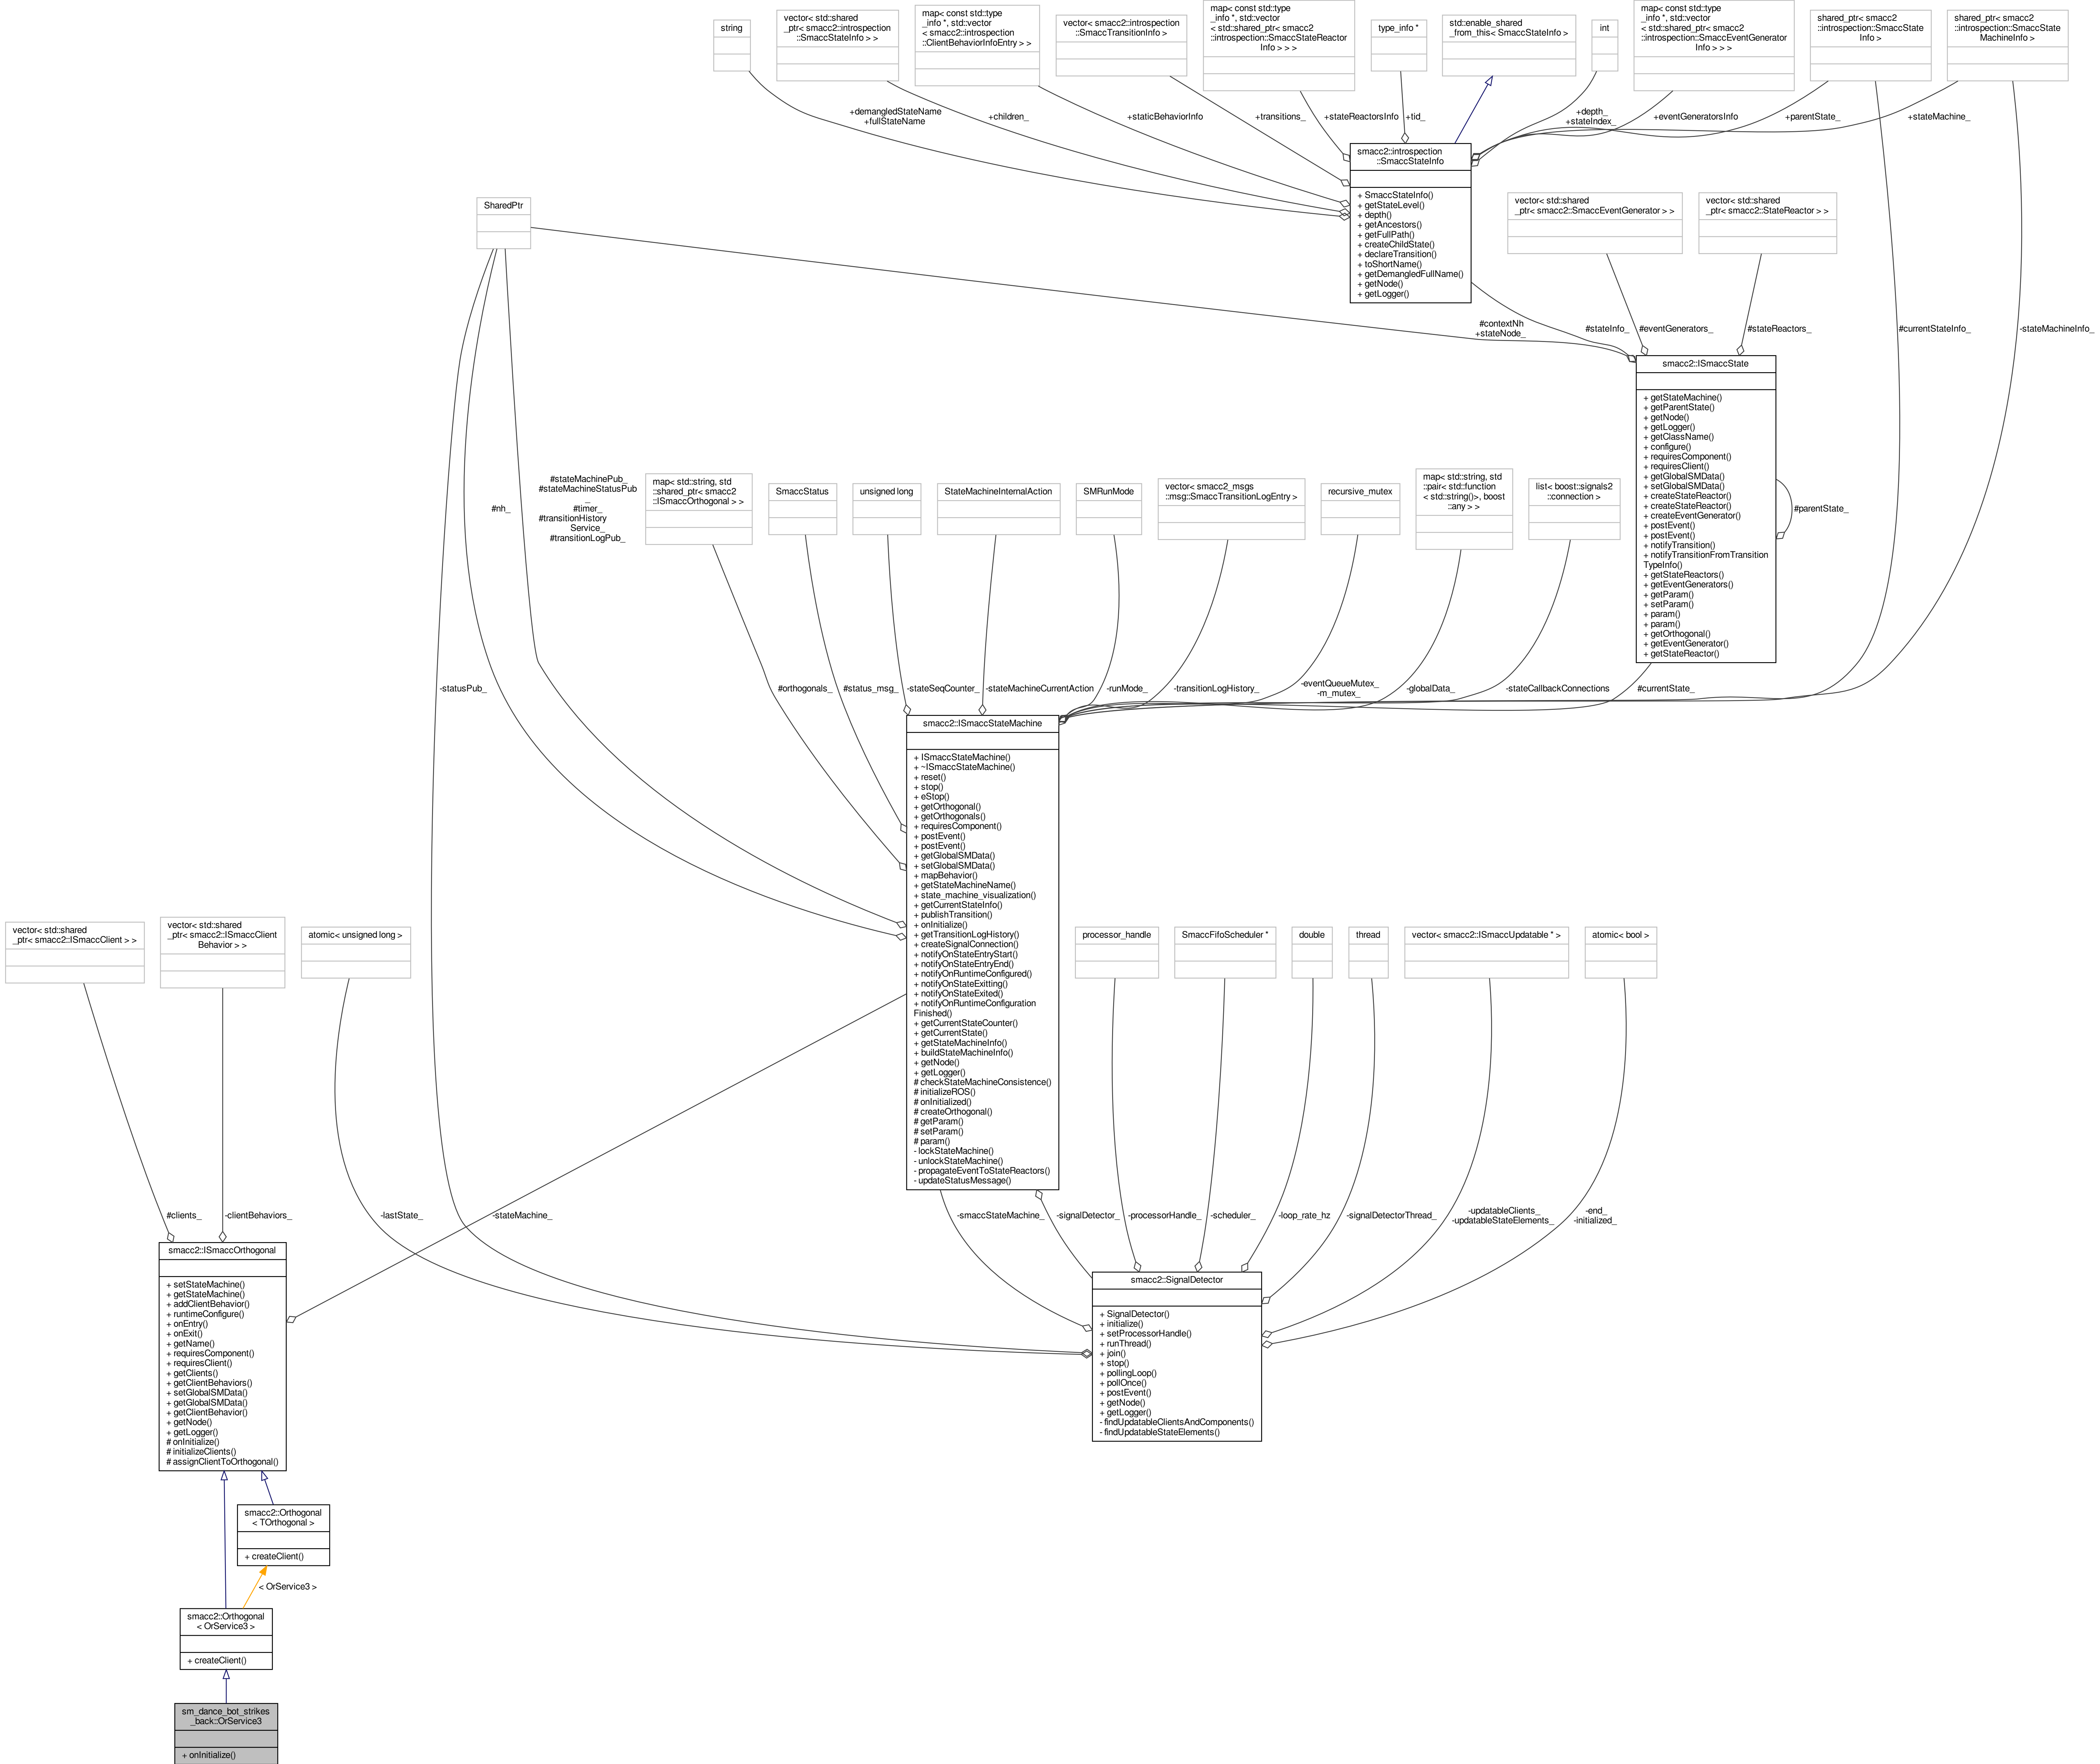 string
vector< std::shared
_ptr< smacc2::introspection
::SmaccStateInfo > >
map< const std::type
_info *, std::vector
< smacc2::introspection
::ClientBehaviorInfoEntry > >
vector< smacc2::introspection
::SmaccTransitionInfo >
map< const std::type
_info *, std::vector
< std::shared_ptr< smacc2
::introspection::SmaccStateReactor
Info > > >
type_info *
std::enable_shared
_from_this< SmaccStateInfo >
int
map< const std::type
_info *, std::vector
< std::shared_ptr< smacc2
::introspection::SmaccEventGenerator
Info > > >
shared_ptr< smacc2
::introspection::SmaccState
Info >
shared_ptr< smacc2
::introspection::SmaccState
MachineInfo >
+demangledStateName
+fullStateName
+children_
+staticBehaviorInfo
+transitions_
+stateReactorsInfo
+tid_
+depth_
+stateIndex_
+eventGeneratorsInfo
+parentState_
+stateMachine_
smacc2::introspection
::SmaccStateInfo
+ SmaccStateInfo()
+ getStateLevel()
+ depth()
+ getAncestors()
+ getFullPath()
+ createChildState()
+ declareTransition()
+ toShortName()
+ getDemangledFullName()
+ getNode()
+ getLogger()
SharedPtr
vector< std::shared
_ptr< smacc2::SmaccEventGenerator > >
vector< std::shared
_ptr< smacc2::StateReactor > >
#contextNh
+stateNode_
#stateInfo_
#eventGenerators_
#stateReactors_
#currentStateInfo_
-stateMachineInfo_
smacc2::ISmaccState
+ getStateMachine()
+ getParentState()
+ getNode()
+ getLogger()
+ getClassName()
+ configure()
+ requiresComponent()
+ requiresClient()
+ getGlobalSMData()
+ setGlobalSMData()
+ createStateReactor()
+ createStateReactor()
+ createEventGenerator()
+ postEvent()
+ postEvent()
+ notifyTransition()
+ notifyTransitionFromTransition
TypeInfo()
+ getStateReactors()
+ getEventGenerators()
+ getParam()
+ setParam()
+ param()
+ param()
+ getOrthogonal()
+ getEventGenerator()
+ getStateReactor()
#parentState_
#nh_
#stateMachinePub_
#stateMachineStatusPub
_
#timer_
#transitionHistory
Service_
#transitionLogPub_
map< std::string, std
::shared_ptr< smacc2
::ISmaccOrthogonal > >
SmaccStatus
unsigned long
StateMachineInternalAction
SMRunMode
vector< smacc2_msgs
::msg::SmaccTransitionLogEntry >
recursive_mutex
map< std::string, std
::pair< std::function
< std::string()>, boost
::any > >
list< boost::signals2
::connection >
-statusPub_
#orthogonals_
#status_msg_
-stateSeqCounter_
-stateMachineCurrentAction
-runMode_
-transitionLogHistory_
-eventQueueMutex_
-m_mutex_
-globalData_
-stateCallbackConnections
#currentState_
smacc2::ISmaccStateMachine
+ ISmaccStateMachine()
+ ~ISmaccStateMachine()
+ reset()
+ stop()
+ eStop()
+ getOrthogonal()
+ getOrthogonals()
+ requiresComponent()
+ postEvent()
+ postEvent()
+ getGlobalSMData()
+ setGlobalSMData()
+ mapBehavior()
+ getStateMachineName()
+ state_machine_visualization()
+ getCurrentStateInfo()
+ publishTransition()
+ onInitialize()
+ getTransitionLogHistory()
+ createSignalConnection()
+ notifyOnStateEntryStart()
+ notifyOnStateEntryEnd()
+ notifyOnRuntimeConfigured()
+ notifyOnStateExitting()
+ notifyOnStateExited()
+ notifyOnRuntimeConfiguration
Finished()
+ getCurrentStateCounter()
+ getCurrentState()
+ getStateMachineInfo()
+ buildStateMachineInfo()
+ getNode()
+ getLogger()
# checkStateMachineConsistence()
# initializeROS()
# onInitialized()
# createOrthogonal()
# getParam()
# setParam()
# param()
- lockStateMachine()
- unlockStateMachine()
- propagateEventToStateReactors()
- updateStatusMessage()
vector< std::shared
_ptr< smacc2::ISmaccClient > >
vector< std::shared
_ptr< smacc2::ISmaccClient
Behavior > >
atomic< unsigned long >
processor_handle
SmaccFifoScheduler *
double
thread
vector< smacc2::ISmaccUpdatable * >
atomic< bool >
#clients_
-clientBehaviors_
-lastState_
-stateMachine_
-smaccStateMachine_
-signalDetector_
-processorHandle_
-scheduler_
-loop_rate_hz
-signalDetectorThread_
-updatableClients_
-updatableStateElements_
-end_
-initialized_
smacc2::ISmaccOrthogonal
+ setStateMachine()
+ getStateMachine()
+ addClientBehavior()
+ runtimeConfigure()
+ onEntry()
+ onExit()
+ getName()
+ requiresComponent()
+ requiresClient()
+ getClients()
+ getClientBehaviors()
+ setGlobalSMData()
+ getGlobalSMData()
+ getClientBehavior()
+ getNode()
+ getLogger()
# onInitialize()
# initializeClients()
# assignClientToOrthogonal()
smacc2::SignalDetector
+ SignalDetector()
+ initialize()
+ setProcessorHandle()
+ runThread()
+ join()
+ stop()
+ pollingLoop()
+ pollOnce()
+ postEvent()
+ getNode()
+ getLogger()
- findUpdatableClientsAndComponents()
- findUpdatableStateElements()
smacc2::Orthogonal
< TOrthogonal >
+ createClient()
< OrService3 >
smacc2::Orthogonal
< OrService3 >
+ createClient()
sm_dance_bot_strikes
_back::OrService3
+ onInitialize()